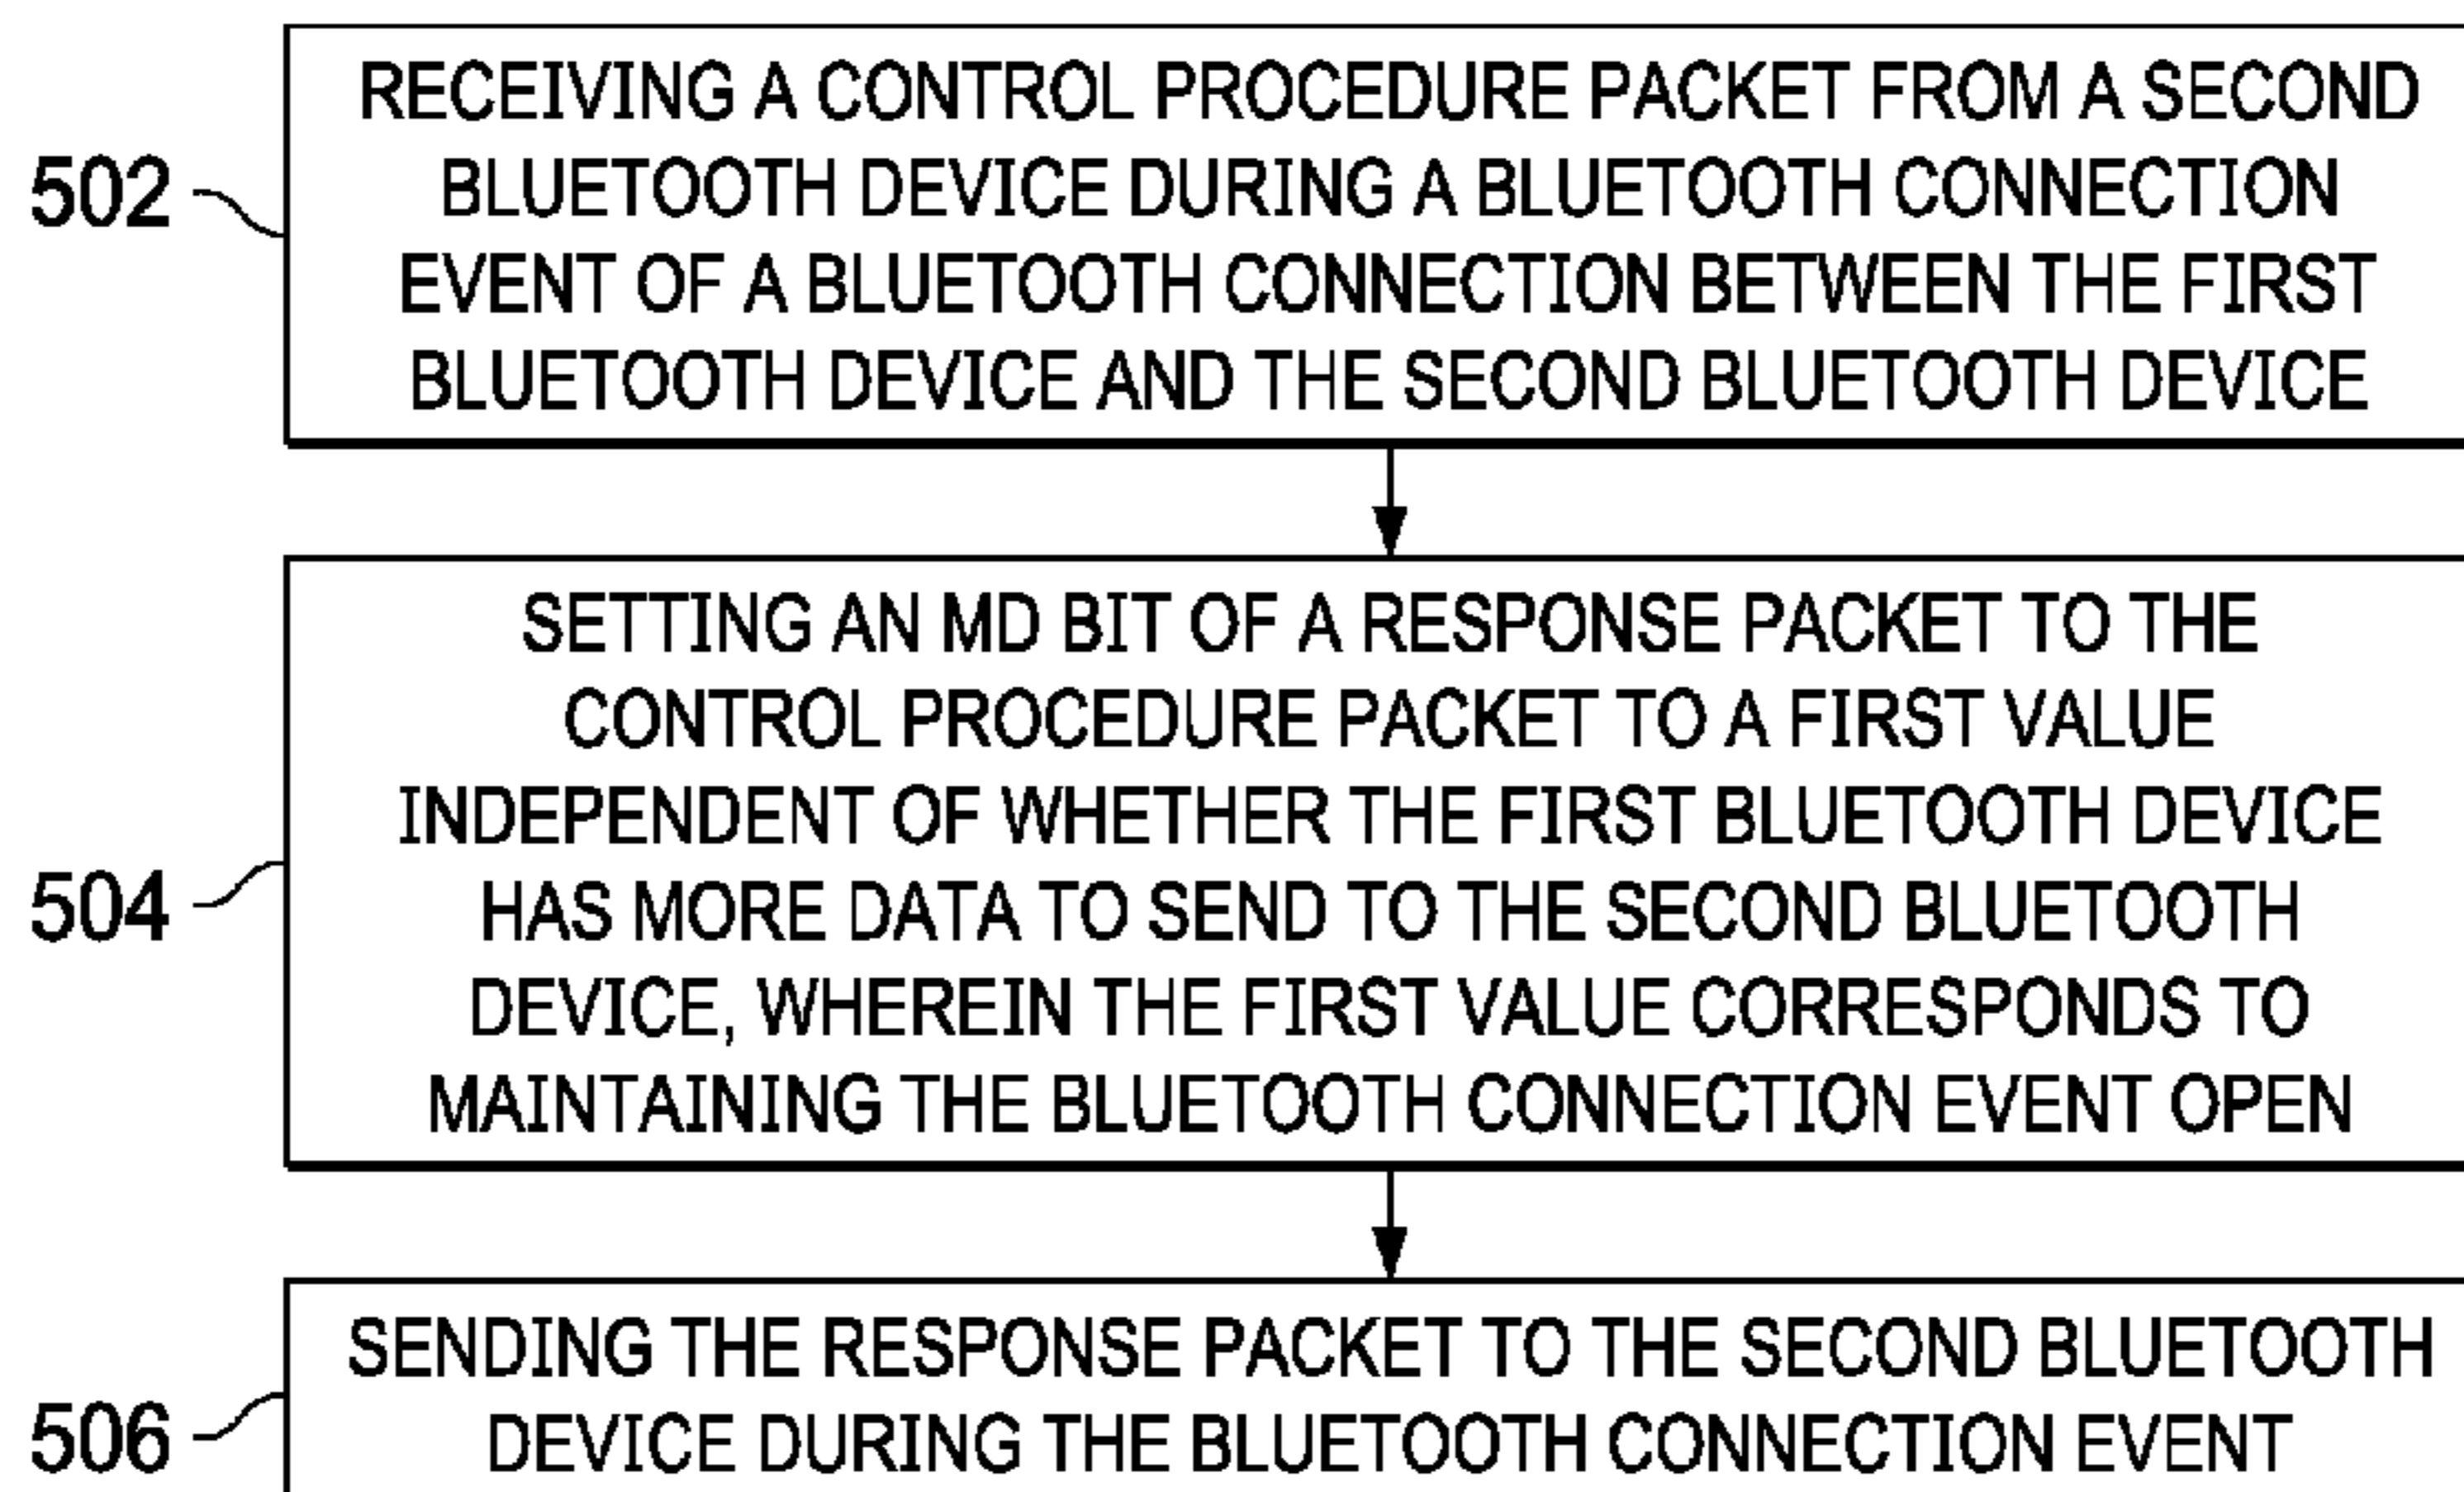 502
RECEIVING A CONTROL PROCEDURE PACKET FROM A SECOND
BLUETOOTH DEVICE DURING A BLUETOOTH CONNECTION
EVENT OF A BLUETOOTH CONNECTION BETWEEN THE FIRST
BLUETOOTH DEVICE AND THE SECOND BLUETOOTH DEVICE
504
SETTING AN MD BIT OF A RESPONSE PACKET TO THE
CONTROL PROCEDURE PACKET TO A FIRST VALUE
INDEPENDENT OF WHETHER THE FIRST BLUETOOTH DEVICE
HAS MORE DATA TO SEND TO THE SECOND BLUETOOTH
DEVICE, WHEREIN THE FIRST VALUE CORRESPONDS TO
MAINTAINING THE BLUETOOTH CONNECTION EVENT OPEN
506
SENDING THE RESPONSE PACKET TO THE SECOND BLUETOOTH
DEVICE DURING THE BLUETOOTH CONNECTION EVENT